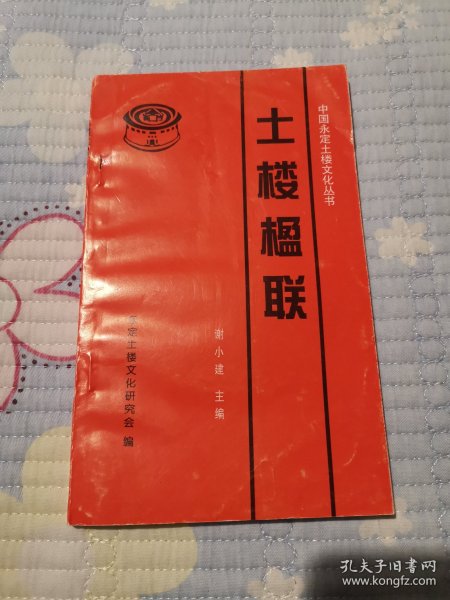 中国永定土楼文化丛书
土楼楹联
谢小建 主编
永定土楼文化研究会 编
孔夫子旧书网
www.kongfz.com